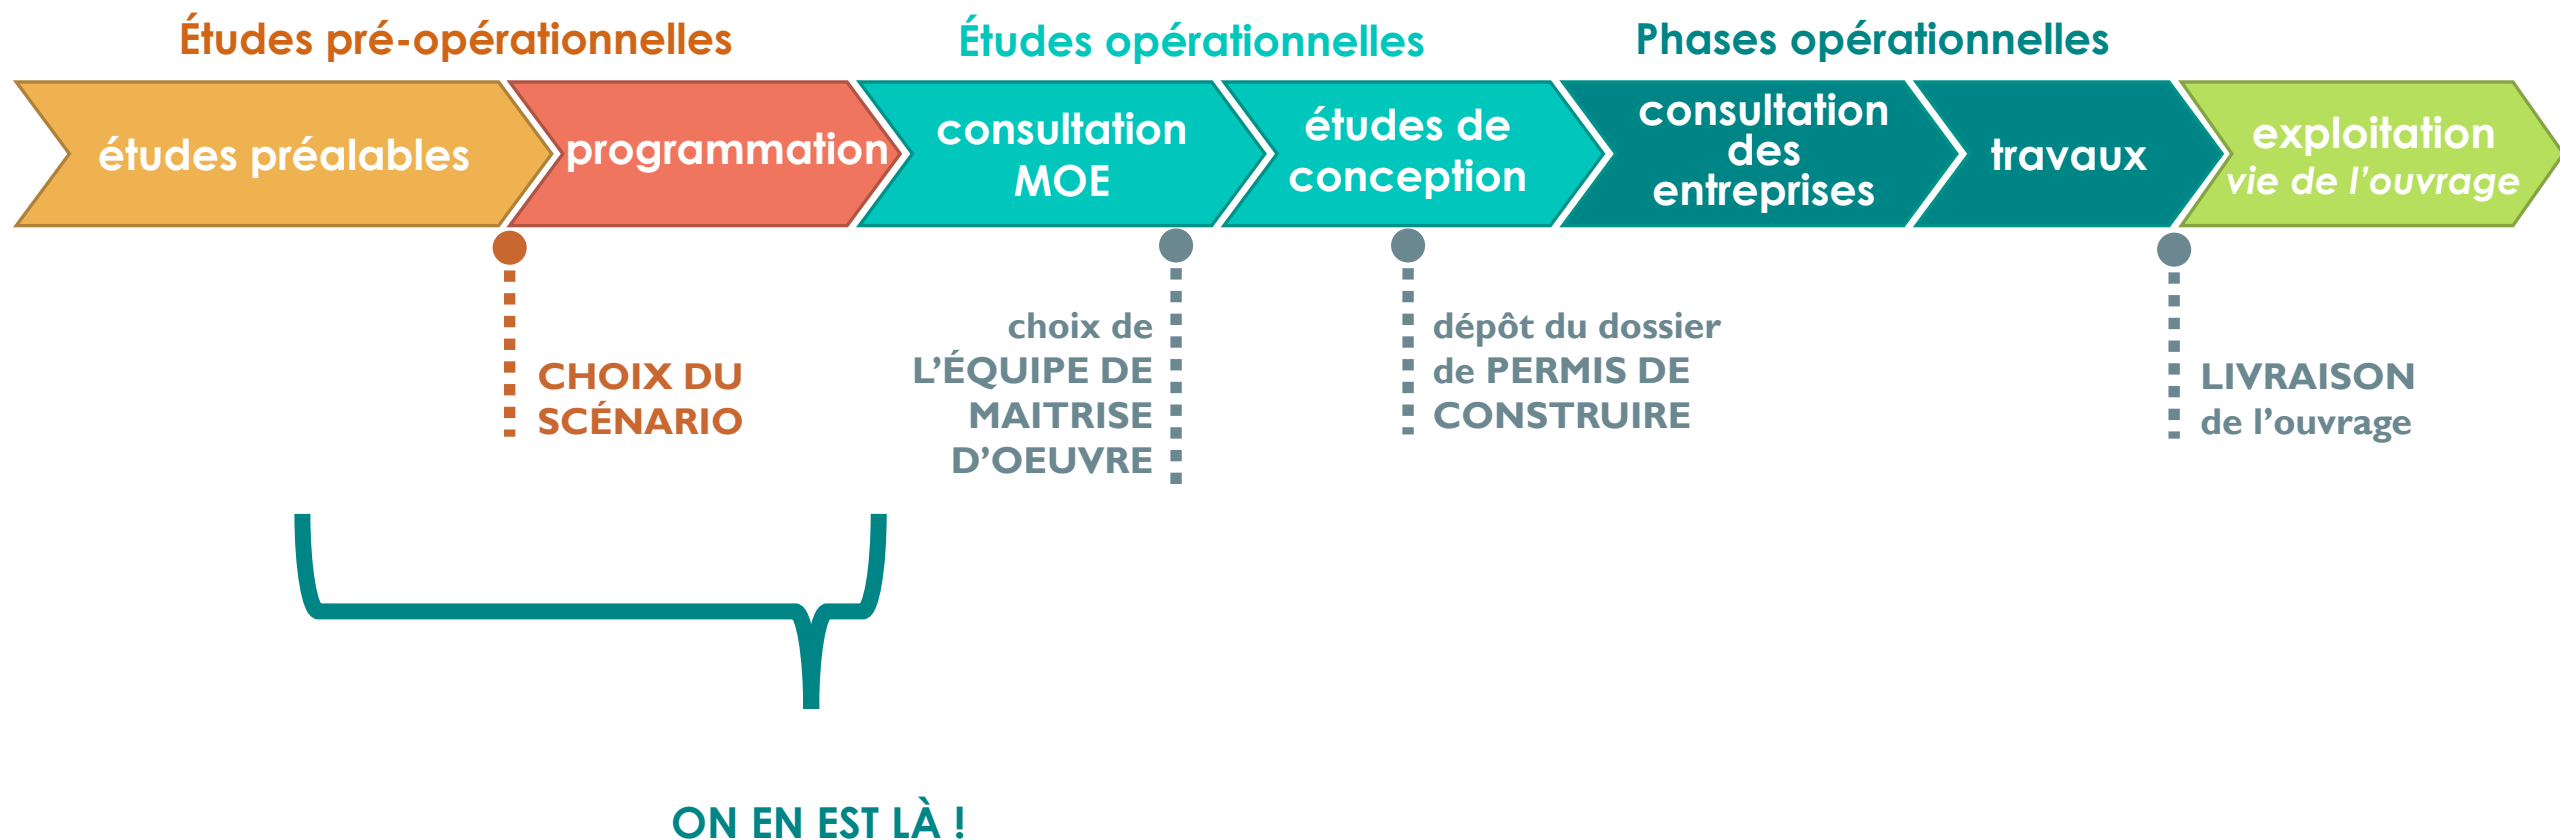 Études pré-opérationnelles
Études opérationnelles
Phases opérationnelles
études préalables
programmation
consultation
MOE
études de
conception
consultation
des
entreprises
travaux
exploitation
vie de l’ouvrage
CHOIX DU
SCÉNARIO
choix de
L’ÉQUIPE DE
MAITRISE
D’OEUVRE
dépôt du dossier
de PERMIS DE
CONSTRUIRE
LIVRAISON
de l’ouvrage
ON EN EST LÀ !